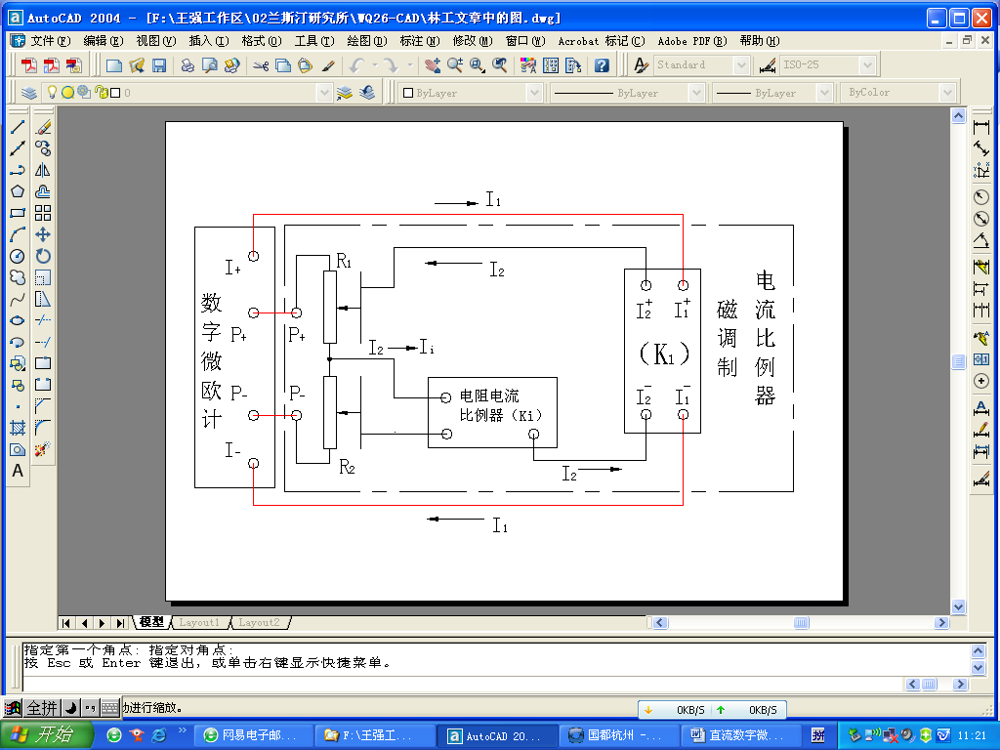 AutoCAD 2004 - [F:\王强工作区\02兰斯汀研究所\WQ26-CAD\林工文章中的图.dwg]
文件(F) 编辑(E) 视图(V) 插入(I) 格式(O) 工具(T) 绘图(D) 标注(N) 修改(M) 窗口(W) Acrobat 标记(C) Adobe PDF(B) 帮助(H)
Standard ISO-25
0 ByLayer ByLayer ByLayer ByColor
I1
I+ R1 I2
数字微欧计
P+ P+
I2 Ii
P- P-
I- R2
电阻电流
比例器(Ki)
I2+ I1+
(K1)
I2- I1-
磁调制
电流比例器
I2
I1
模型 Layout1 Layout2
指定第一个角点: 指定对角点:
按 Esc 或 Enter 键退出，或单击右键显示快捷菜单。
全拼 动进行缩放。
0KB/S 0KB/S
开始 网易电子邮... F:\王强工... AutoCAD 20... 国都杭州 -... 直流数字微... 拼 11:21